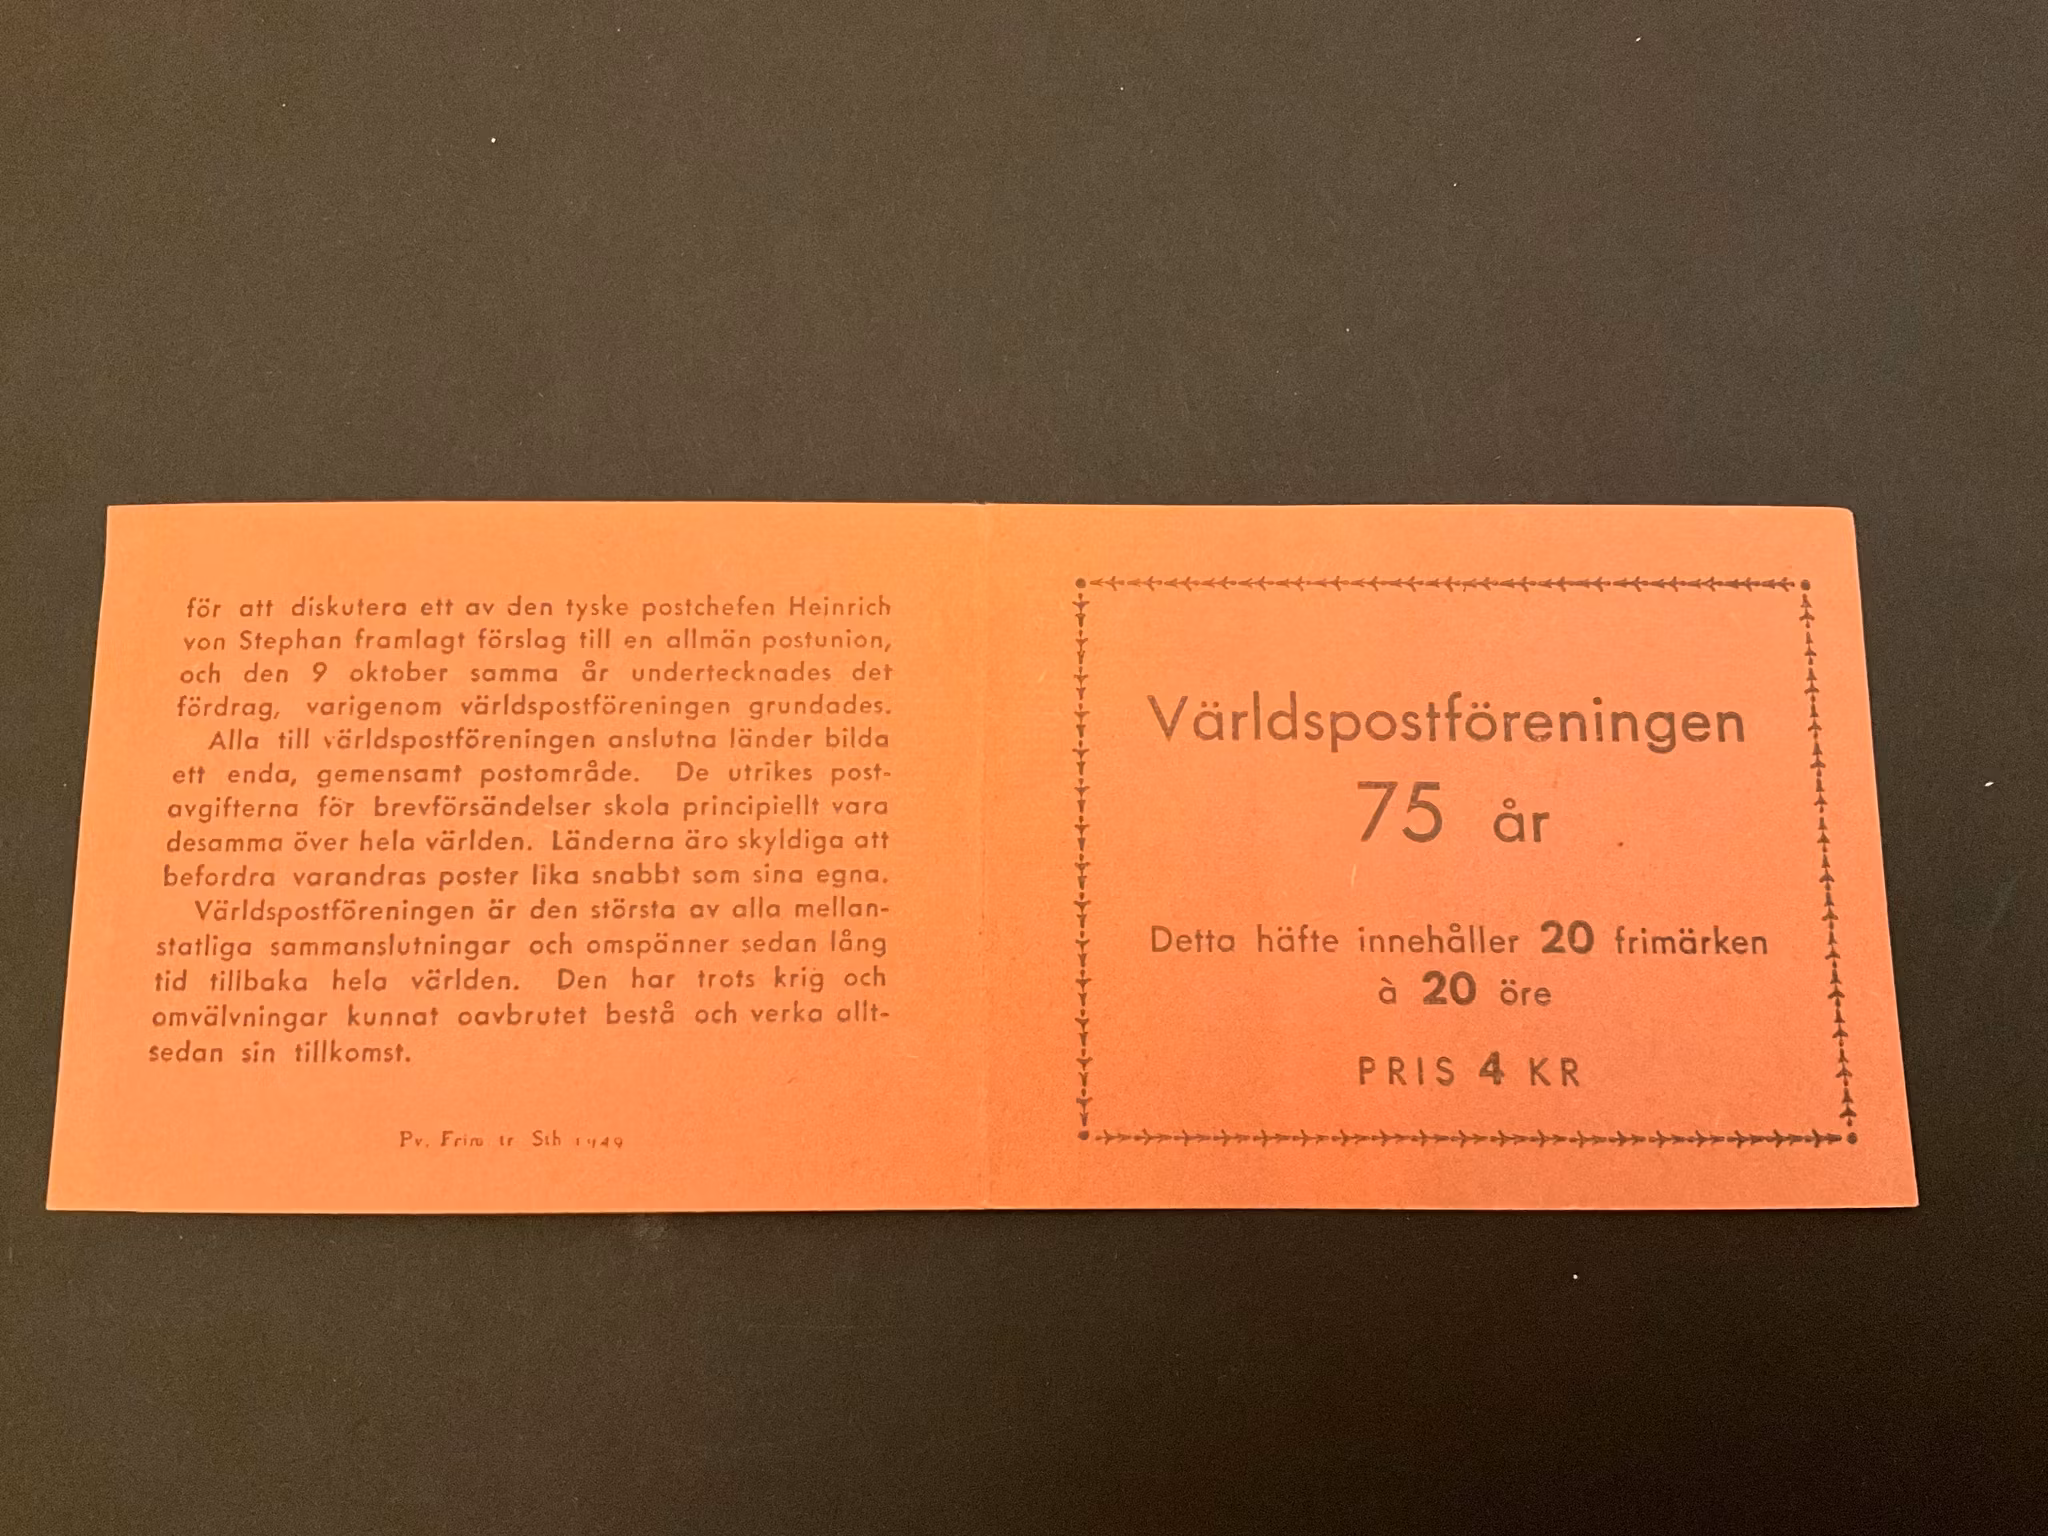 för att diskutera ett av den tyske postchefen Heinrich
von Stephan framlagt förslag till en allmän postunion,
och den 9 oktober samma år undertecknades det
fördrag, varigenom världspostföreningen grundades.
Alla till världspostföreningen anslutna länder bilda
ett enda, gemensamt postområde. De utrikes post-
avgifterna för brevförsändelser skola principiellt vara
desamma över hela världen. Länderna äro skyldiga att
befordra varandras poster lika snabbt som sina egna.
Världspostföreningen är den största av alla mellan-
statliga sammanslutningar och omspänner sedan lång
tid tillbaka hela världen. Den har trots krig och
omvälvningar kunnat oavbrutet bestå och verka allt-
sedan sin tillkomst.
Pv. Frim tr Sth 1949
Världspostföreningen
75 år
Detta häfte innehåller 20 frimärken
à 20 öre
PRIS 4 KR